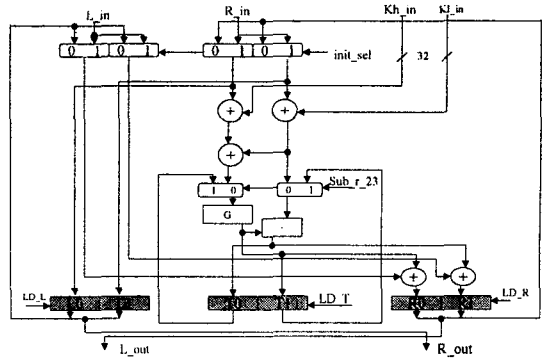 L_in R_in Kh_in Kl_in
0 1 0 1 0 1 0 1 init_sel 32
+ +
+
1 0 0 1 Sub_r_23
G
+ +
LD_L LD_T LD_R
L_out R_out